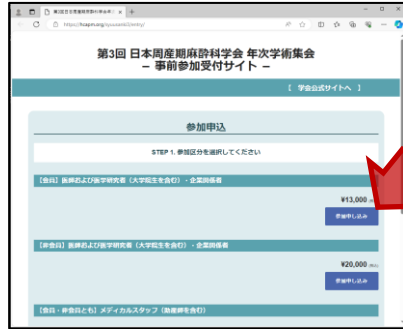 第3回 日本周産期麻酔科学会 年次学術集会
– 事前参加受付サイト –
[ 学会公式サイトへ ]
参加申込
STEP 1. 参加区分を選択してください
【会員】医師および医学研究者（大学院生を含む）・企業関係者
¥13,000
参加申し込み
【非会員】医師および医学研究者（大学院生を含む）・企業関係者
¥20,000
参加申し込み
【会員・非会員とも】メディカルスタッフ（助産師を含む）